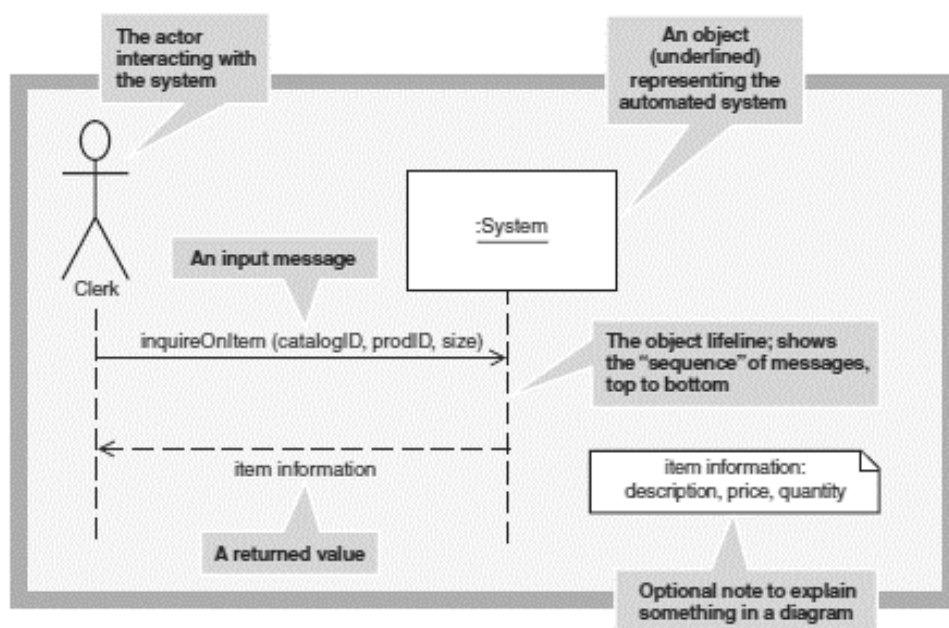 The actor
interacting with
the system
An object
(underlined)
representing the
automated system
:System
An input message
Clerk
inquireOnItem (catalogID, prodID, size)
The object lifeline; shows
the “sequence” of messages,
top to bottom
item information
item information:
description, price, quantity
A returned value
Optional note to explain
something in a diagram